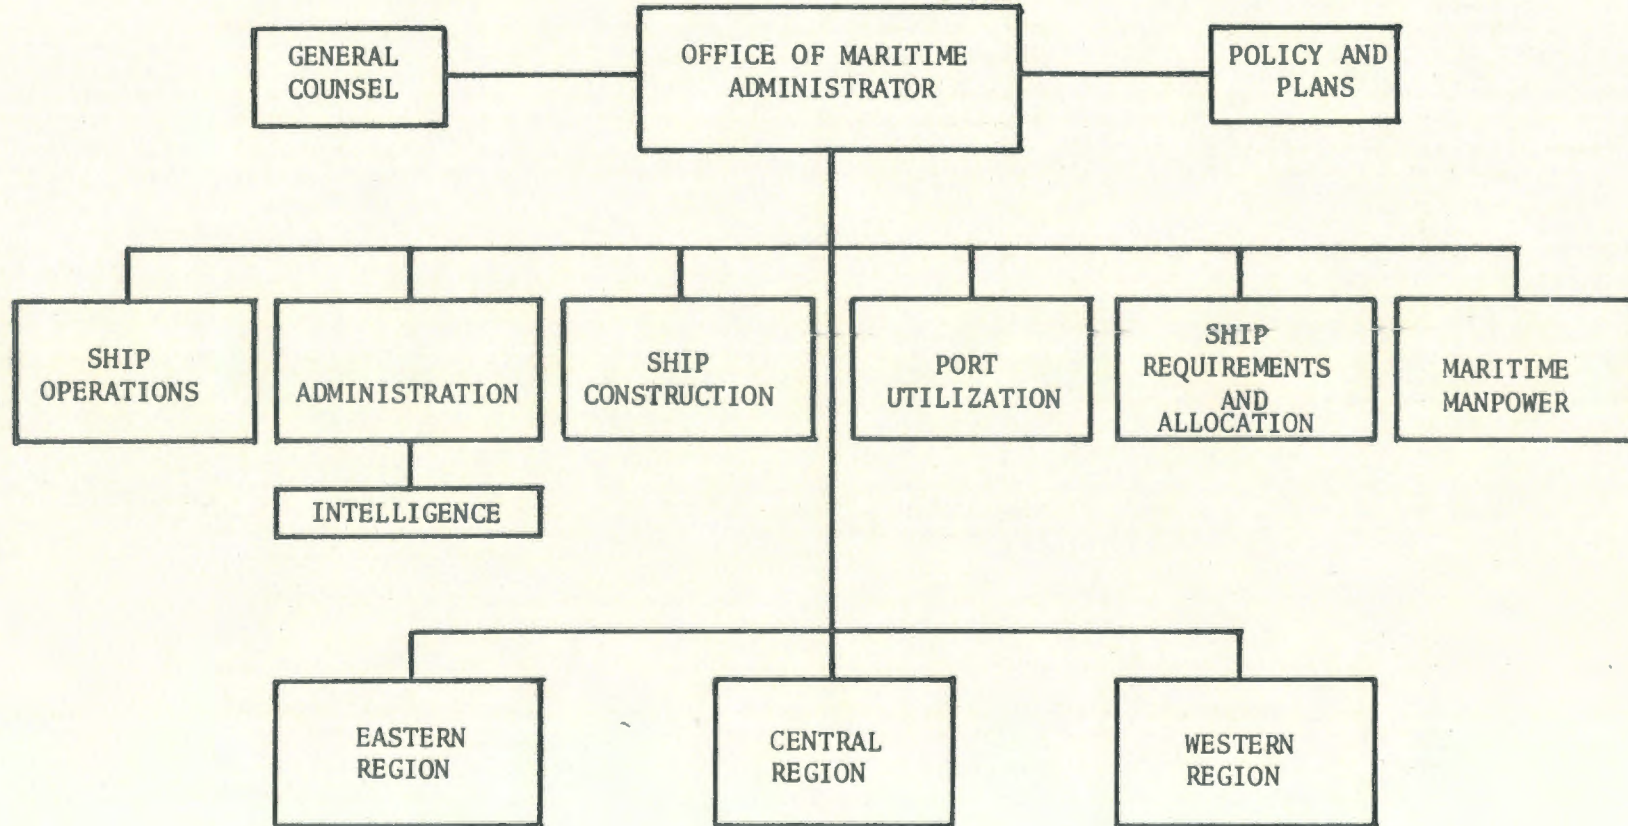 GENERAL
COUNSEL
OFFICE OF MARITIME
ADMINISTRATOR
POLICY AND
PLANS
SHIP
OPERATIONS
ADMINISTRATION
SHIP
CONSTRUCTION
PORT
UTILIZATION
SHIP
REQUIREMENTS
AND
ALLOCATION
MARITIME
MANPOWER
INTELLIGENCE
EASTERN
REGION
CENTRAL
REGION
WESTERN
REGION